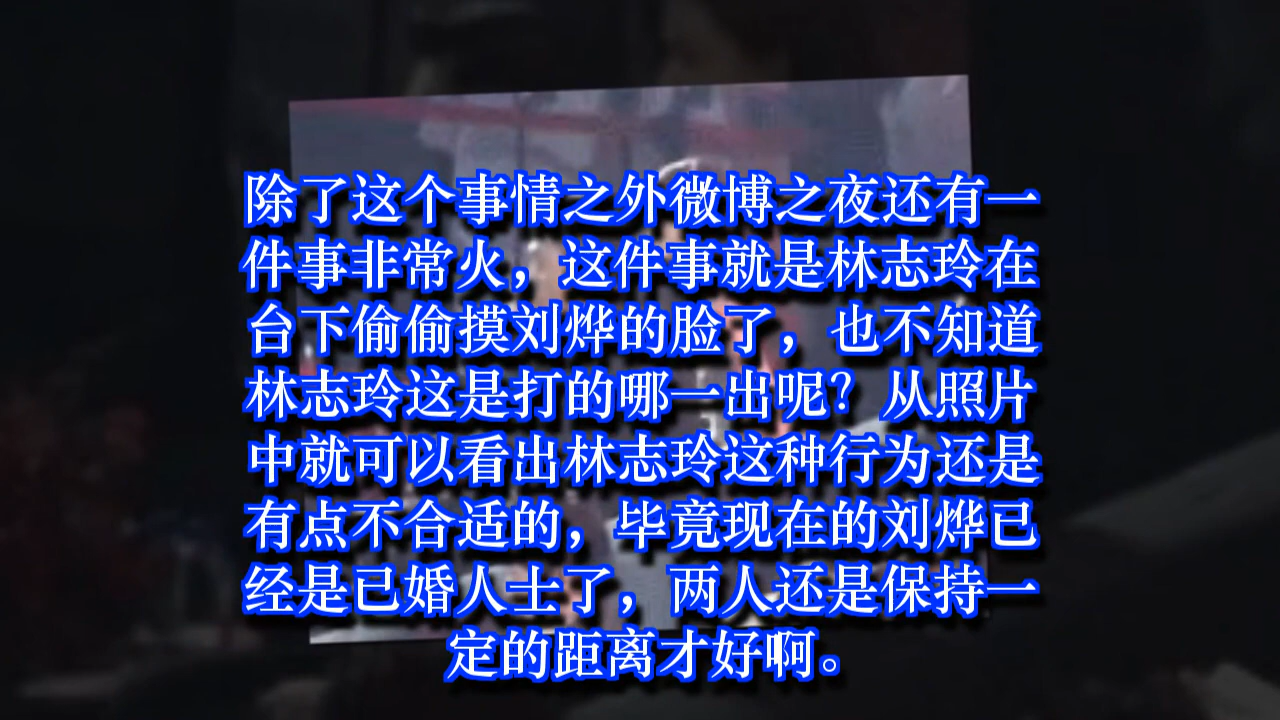 除了这个事情之外微博之夜还有一
件事非常火，这件事就是林志玲在
台下偷偷摸刘烨的脸了，也不知道
林志玲这是打的哪一出呢？从照片
中就可以看出林志玲这种行为还是
有点不合适的，毕竟现在的刘烨已
经是已婚人士了，两人还是保持一
定的距离才好啊。